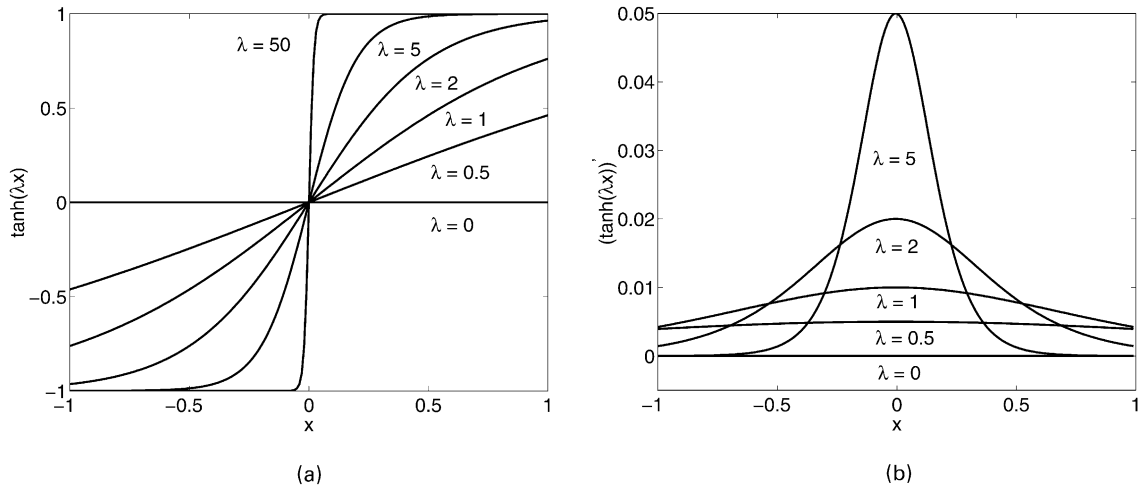 1
0.5
0
−0.5
−1
−1
−0.5
0
0.5
1
tanh(λx)
x
λ = 50
λ = 5
λ = 2
λ = 1
λ = 0.5
λ = 0
(a)
0.05
0.04
0.03
0.02
0.01
0
−1
−0.5
0
0.5
1
(tanh(λx))'
x
λ = 5
λ = 2
λ = 1
λ = 0.5
λ = 0
(b)